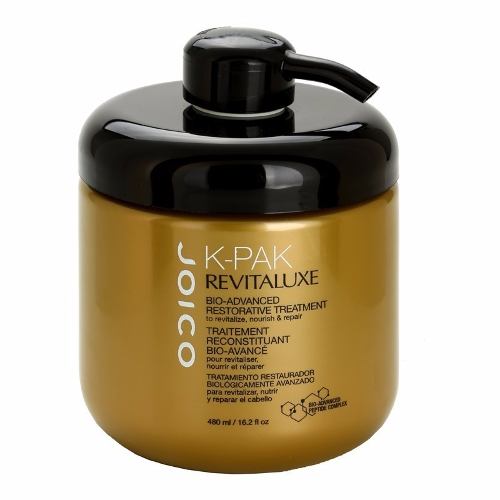 JOICO
K-PAK
REVITALUXE
BIO-ADVANCED
RESTORATIVE TREATMENT
to revitalize, nourish & repair
TRAITEMENT
RECONSTITUANT
BIO-AVANCÉ
pour revitaliser,
nourrir et réparer
TRATAMIENTO RESTAURADOR
BIOLÓGICAMENTE AVANZADO
para revitalizar, nutrir
y reparar el cabello
BIO-ADVANCED
PEPTIDE COMPLEX
480 ml / 16.2 fl oz